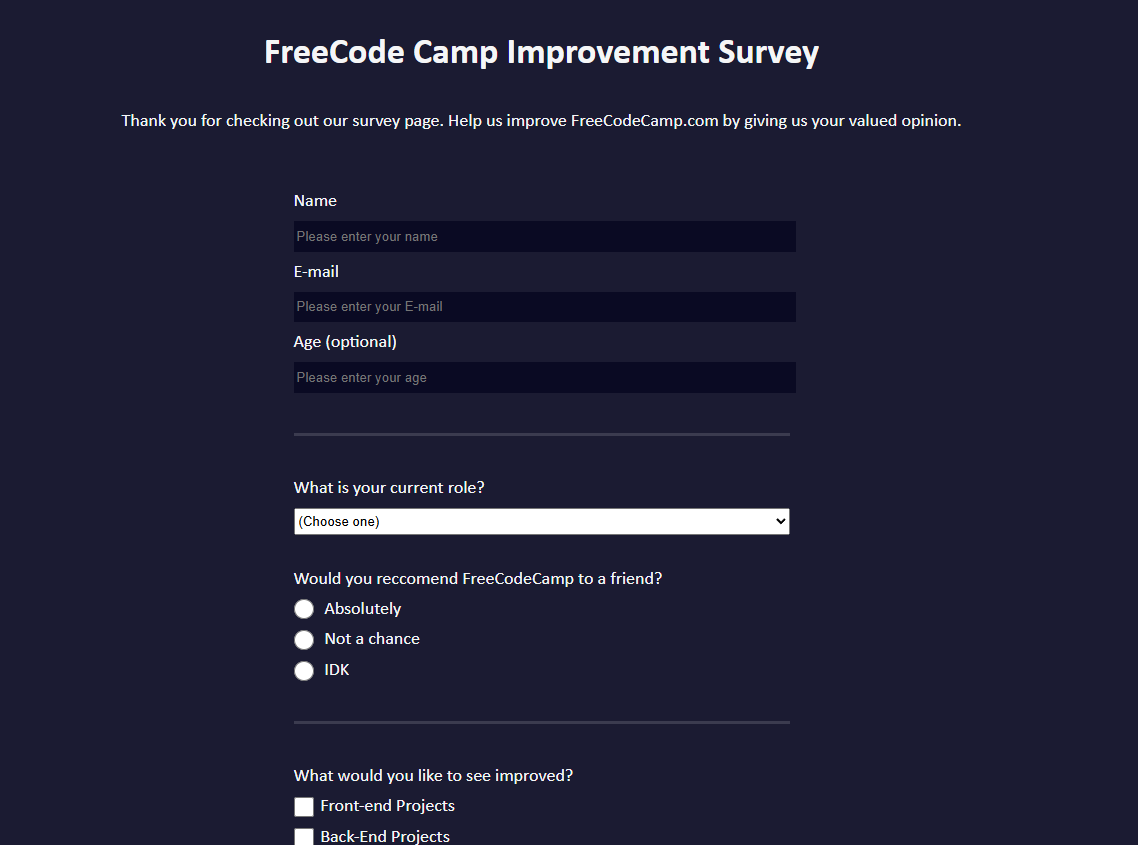 FreeCode Camp Improvement Survey
Thank you for checking out our survey page. Help us improve FreeCodeCamp.com by giving us your valued opinion.
Name
Please enter your name
E-mail
Please enter your E-mail
Age (optional)
Please enter your age
What is your current role?
(Choose one)
Would you reccomend FreeCodeCamp to a friend?
Absolutely
Not a chance
IDK
What would you like to see improved?
Front-end Projects
Back-End Projects